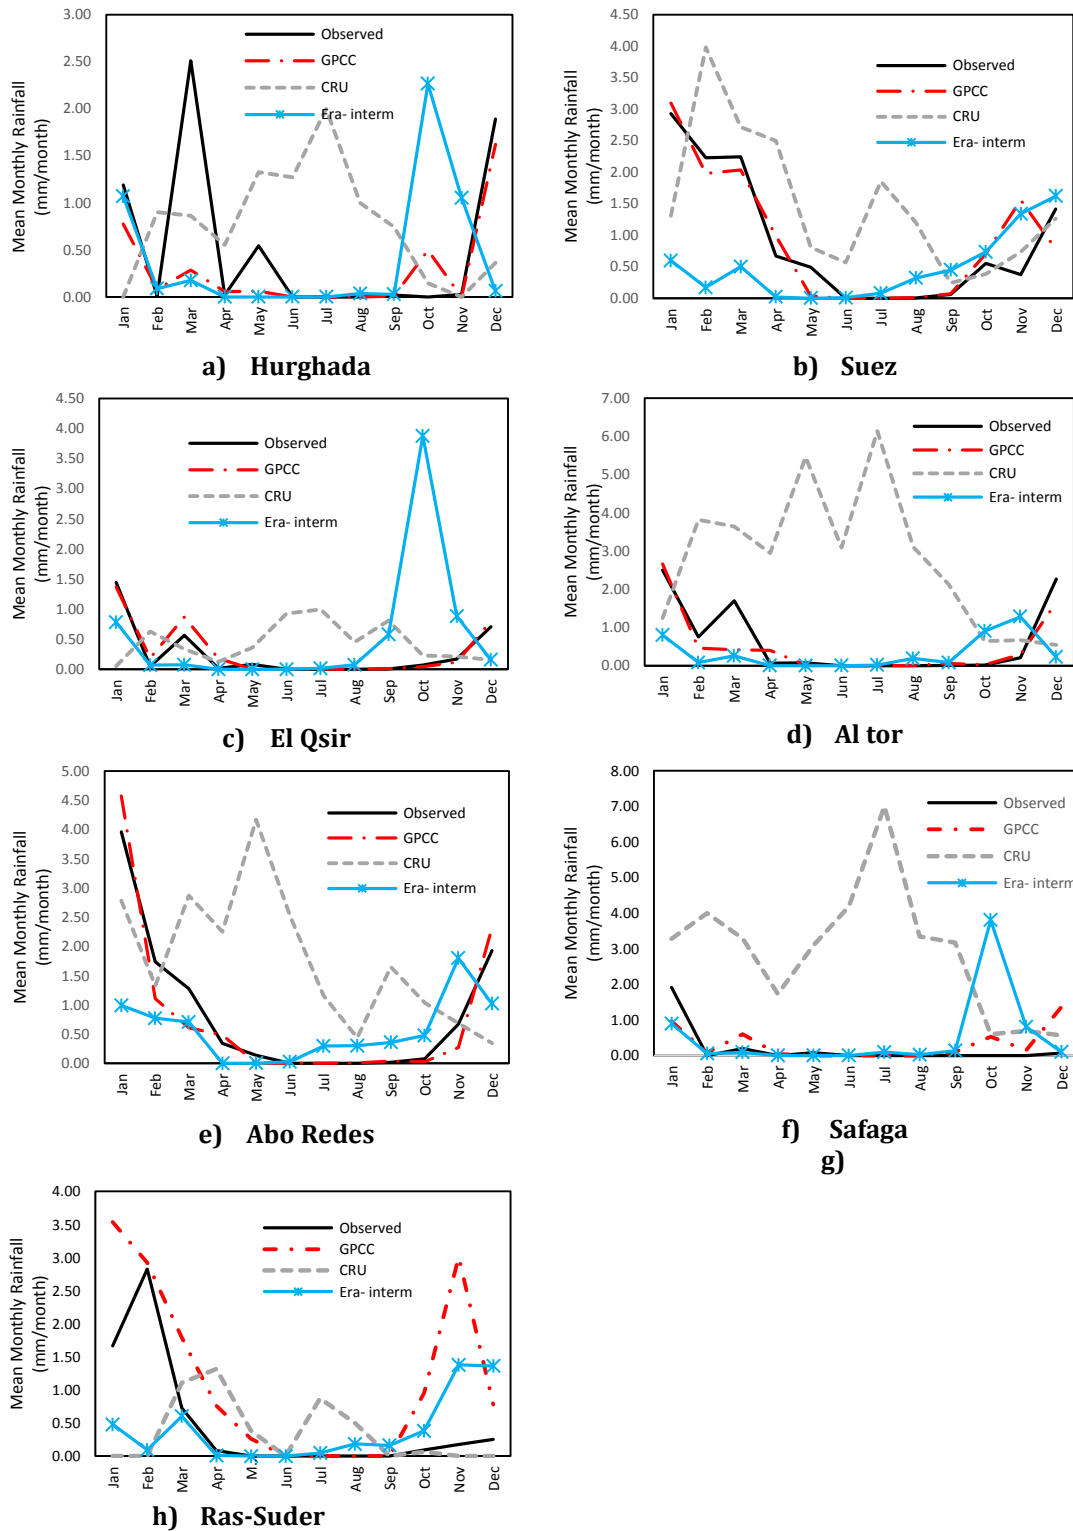 Mean Monthly Rainfall
(mm/month)
3.00
2.50
2.00
1.50
1.00
0.50
0.00
Observed
GPCC
CRU
Era- interm
Jan
Feb
Mar
Apr
May
Jun
Jul
Aug
Sep
Oct
Nov
Dec
a) Hurghada
Mean Monthly Rainfall
(mm/month)
4.50
4.00
3.50
3.00
2.50
2.00
1.50
1.00
0.50
0.00
Observed
GPCC
CRU
Era- interm
Jan
Feb
Mar
Apr
May
Jun
Jul
Aug
Sep
Oct
Nov
Dec
b) Suez
Mean Monthly Rainfall
(mm/month)
4.50
4.00
3.50
3.00
2.50
2.00
1.50
1.00
0.50
0.00
Observed
GPCC
CRU
Era- interm
Jan
Feb
Mar
Apr
May
Jun
Jul
Aug
Sep
Oct
Nov
Dec
c) El Qsir
Mean Monthly Rainfall
(mm/month)
7.00
6.00
5.00
4.00
3.00
2.00
1.00
0.00
Observed
GPCC
CRU
Era- interm
Jan
Feb
Mar
Apr
May
Jun
Jul
Aug
Sep
Oct
Nov
Dec
d) Al tor
Mean Monthly Rainfall
(mm/month)
5.00
4.50
4.00
3.50
3.00
2.50
2.00
1.50
1.00
0.50
0.00
Observed
GPCC
CRU
Era- interm
Jan
Feb
Mar
Apr
May
Jun
Jul
Aug
Sep
Oct
Nov
Dec
e) Abo Redes
Mean Monthly Rainfall
(mm/month)
8.00
7.00
6.00
5.00
4.00
3.00
2.00
1.00
0.00
Observed
GPCC
CRU
Era- interm
Jan
Feb
Mar
Apr
May
Jun
Jul
Aug
Sep
Oct
Nov
Dec
f) Safaga
g)
Mean Monthly Rainfall
(mm/month)
4.00
3.50
3.00
2.50
2.00
1.50
1.00
0.50
0.00
Observed
GPCC
CRU
Era- interm
Jan
Feb
Mar
Apr
M
Jun
Jul
Aug
Sep
Oct
Nov
Dec
h) Ras-Suder